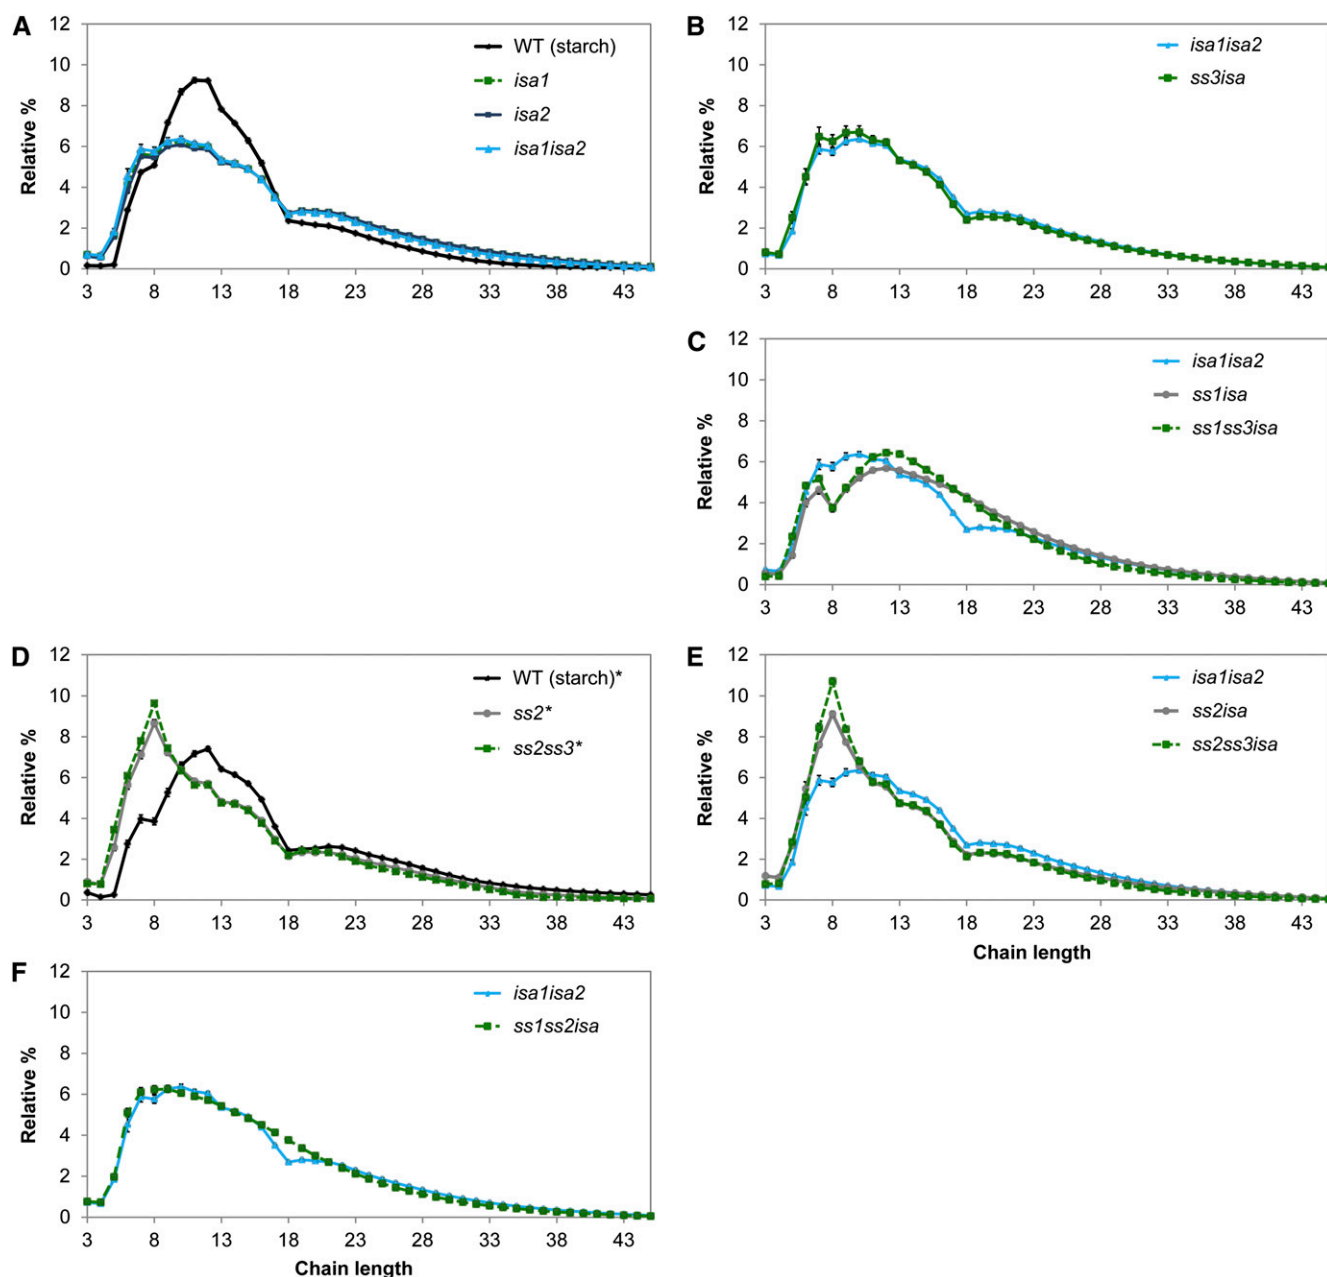 A
12
10
8
6
4
2
0
Relative %
WT (starch)
isa1
isa2
isa1isa2
3 8 13 18 23 28 33 38 43
B
12
10
8
6
4
2
0
Relative %
isa1isa2
ss3isa
3 8 13 18 23 28 33 38 43
C
12
10
8
6
4
2
0
Relative %
isa1isa2
ss1isa
ss1ss3isa
3 8 13 18 23 28 33 38 43
D
12
10
8
6
4
2
0
Relative %
WT (starch)*
ss2*
ss2ss3*
3 8 13 18 23 28 33 38 43
E
12
10
8
6
4
2
0
Relative %
isa1isa2
ss2isa
ss2ss3isa
3 8 13 18 23 28 33 38 43
Chain length
F
12
10
8
6
4
2
0
Relative %
isa1isa2
ss1ss2isa
3 8 13 18 23 28 33 38 43
Chain length